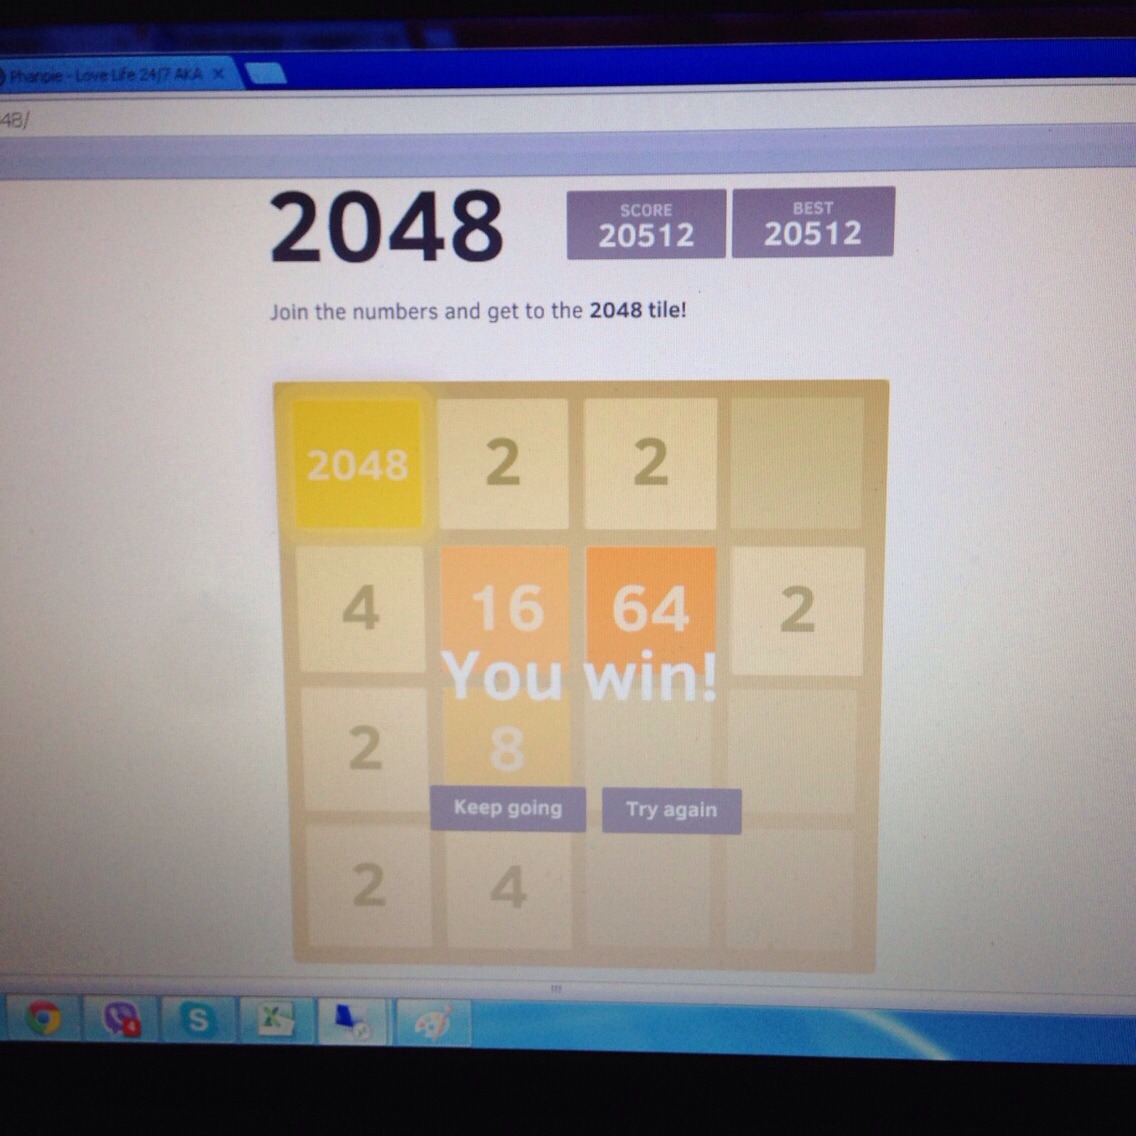 Phanpie - Love Life 24/7 AKA
48/
2048
SCORE
20512
BEST
20512
Join the numbers and get to the 2048 tile!
2048 2 2
4 16 64 2
You win!
2 8
Keep going Try again
2 4